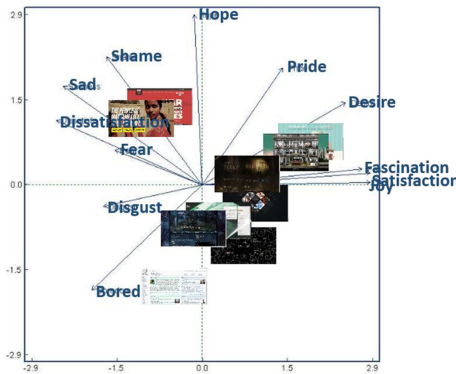 2.9
Hope
Shame
Pride
Sad
1.5
Desire
Dissatisfaction
Fear
Fascination
Satisfaction
Joy
0.0
Disgust
-1.5
Bored
-2.9
-2.9
-1.5
0.0
1.5
2.9